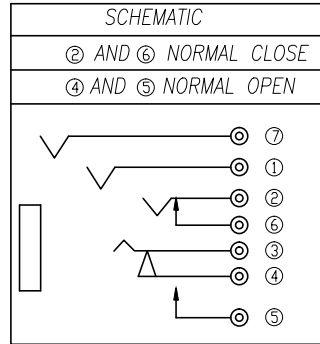 SCHEMATIC
② AND ⑥ NORMAL CLOSE
④ AND ⑤ NORMAL OPEN
⑦
①
②
⑥
③
④
⑤